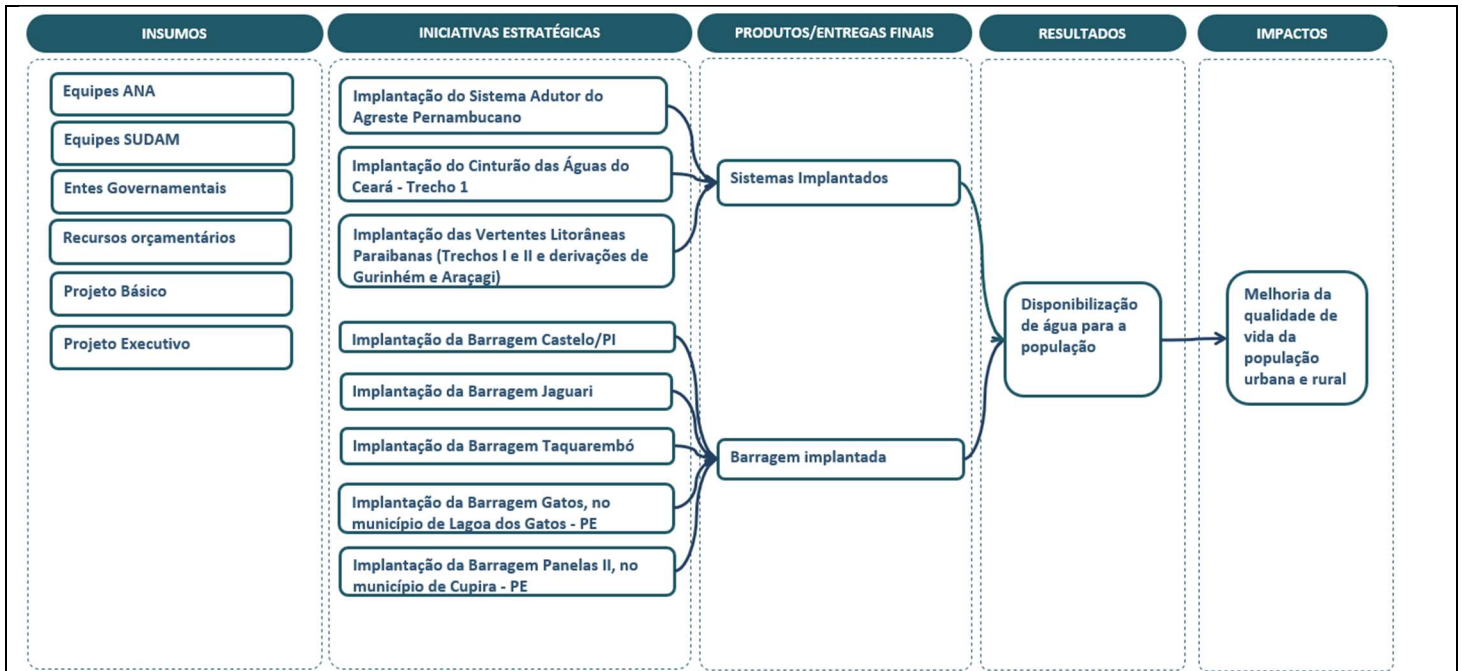 INSUMOS
INICIATIVAS ESTRATÉGICAS
PRODUTOS/ENTREGAS FINAIS
RESULTADOS
IMPACTOS
Equipes ANA
Equipes SUDAM
Entes Governamentais
Recursos orçamentários
Projeto Básico
Projeto Executivo
Implantação do Sistema Adutor do
Agreste Pernambucano
Implantação do Cinturão das Águas do
Ceará - Trecho 1
Implantação das Vertentes Litorâneas
Paraibanas (Trechos I e II e derivações de
Gurinhém e Araçagi)
Implantação da Barragem Castelo/PI
Implantação da Barragem Jaguari
Implantação da Barragem Taquarembó
Implantação da Barragem Gatos, no
município de Lagoa dos Gatos - PE
Implantação da Barragem Panelas II, no
município de Cupira - PE
Sistemas Implantados
Barragem implantada
Disponibilização
de água para a
população
Melhoria da
qualidade de
vida da
população
urbana e rural